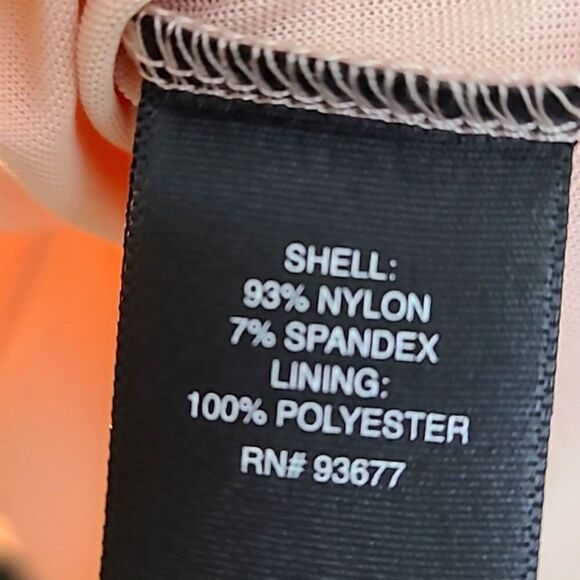 SHELL:
93% NYLON
7% SPANDEX
LINING:
100% POLYESTER
RN# 93677